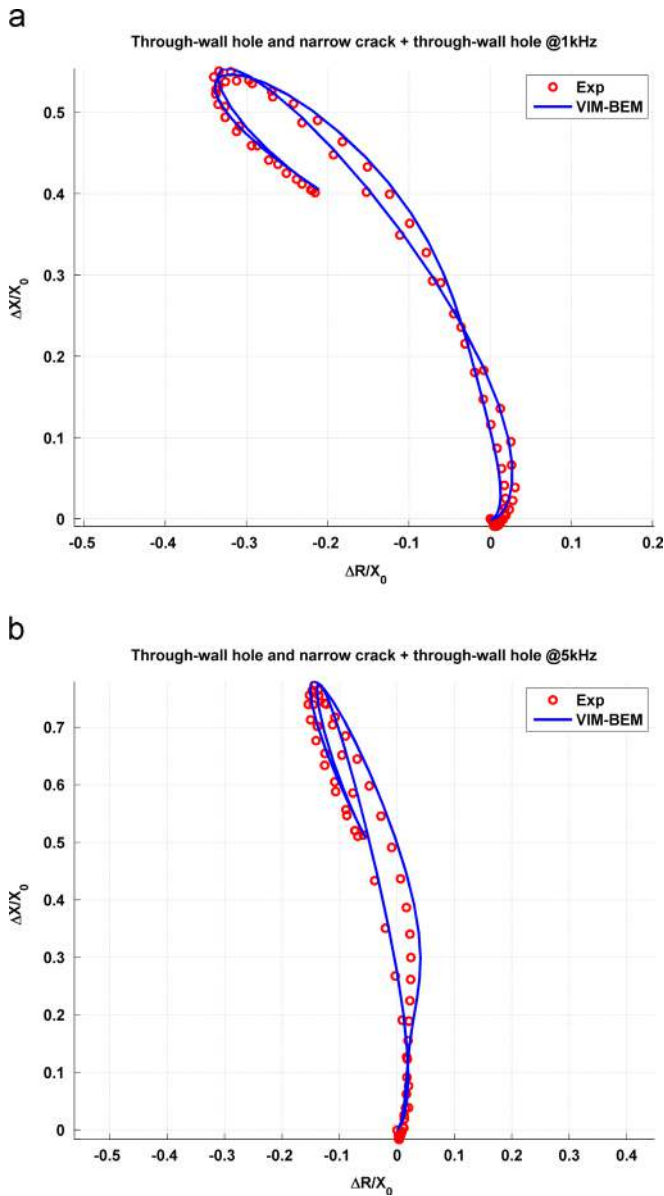 a
Through-wall hole and narrow crack + through-wall hole @1kHz
Exp
VIM-BEM
0.5
0.4
0.3
0.2
0.1
0
ΔX/X0
-0.5 -0.4 -0.3 -0.2 -0.1 0 0.1 0.2
ΔR/X0
b
Through-wall hole and narrow crack + through-wall hole @5kHz
Exp
VIM-BEM
0.7
0.6
0.5
0.4
0.3
0.2
0.1
0
ΔX/X0
-0.5 -0.4 -0.3 -0.2 -0.1 0 0.1 0.2 0.3 0.4
ΔR/X0